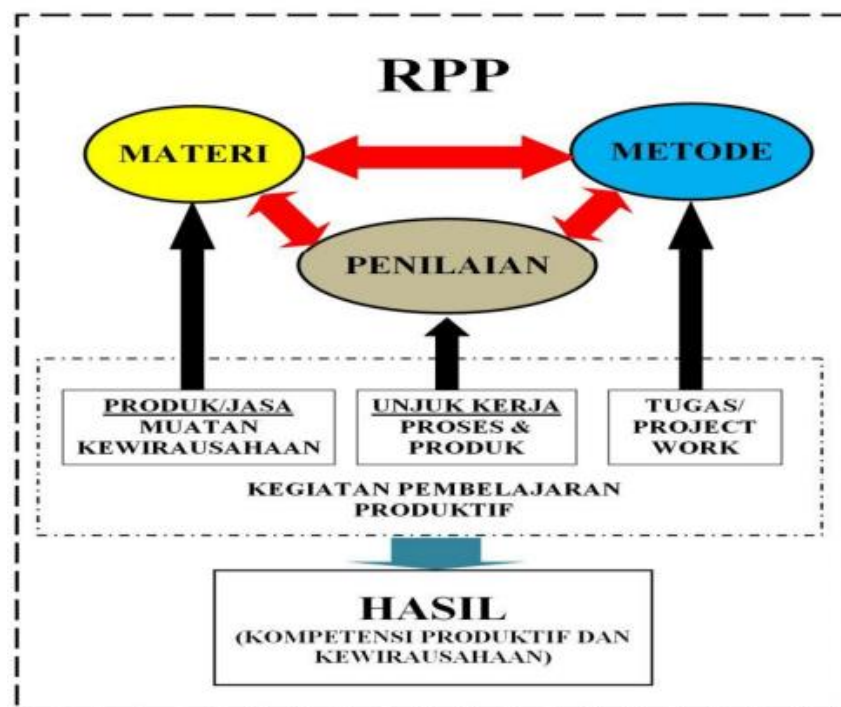 RPP
MATERI
METODE
PENILAIAN
PRODUK/JASA
MUATAN
KEWIRAUSAHAAN
UNJUK KERJA
PROSES &
PRODUK
TUGAS/
PROJECT
WORK
KEGIATAN PEMBELAJARAN
PRODUKTIF
HASIL
(KOMPETENSI PRODUKTIF DAN
KEWIRAUSAHAAN)